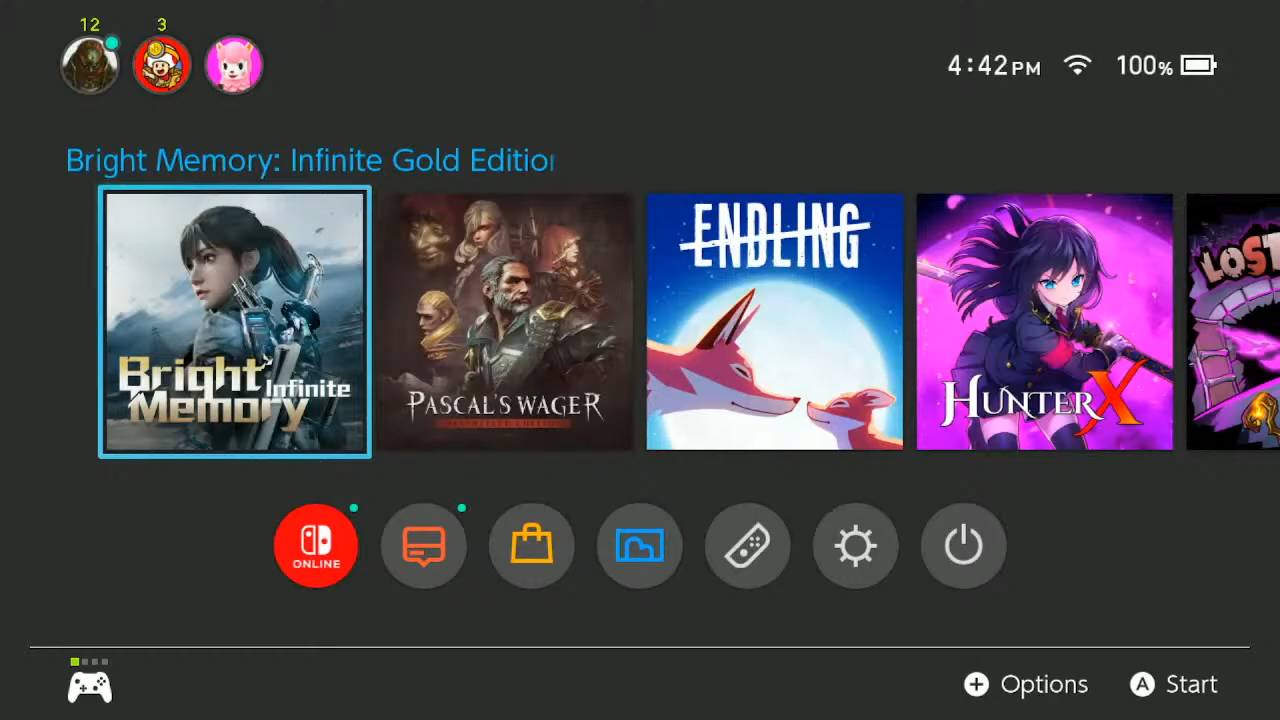 12
3
4:42PM
100%
Bright Memory: Infinite Gold Edition
Bright Infinite
Memory
PASCAL'S WAGER
ENDLING
HUNTER X
LOST
ONLINE
Options
Start